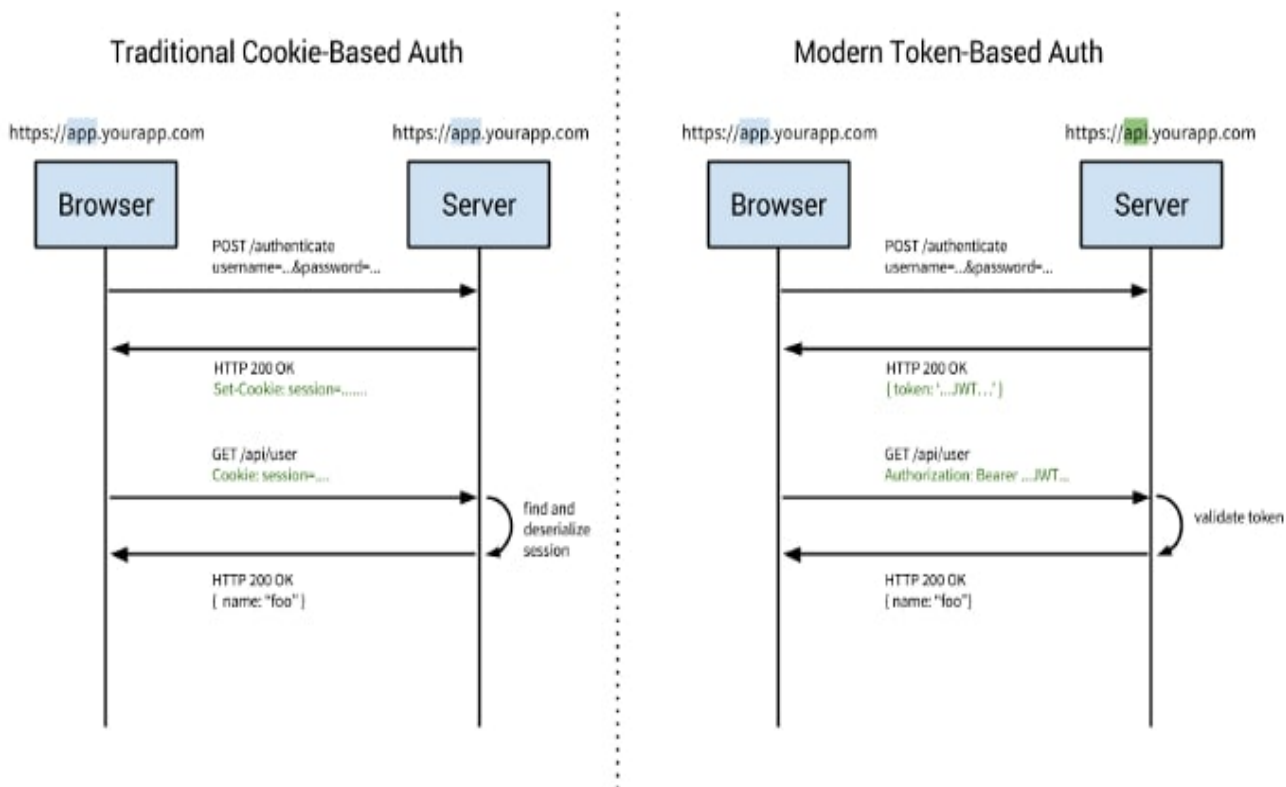 Traditional Cookie-Based Auth
https://app.yourapp.com
https://app.yourapp.com
Browser
Server
POST /authenticate
username=...&password=...
HTTP 200 OK
Set-Cookie: session=.......
GET /api/user
Cookie: session=....
find and
deserialize
session
HTTP 200 OK
{ name: "foo" }
Modern Token-Based Auth
https://app.yourapp.com
https://api.yourapp.com
Browser
Server
POST /authenticate
username=...&password=...
HTTP 200 OK
{ token: '...JWT...' }
GET /api/user
Authorization: Bearer ...JWT...
validate token
HTTP 200 OK
{ name: "foo"}